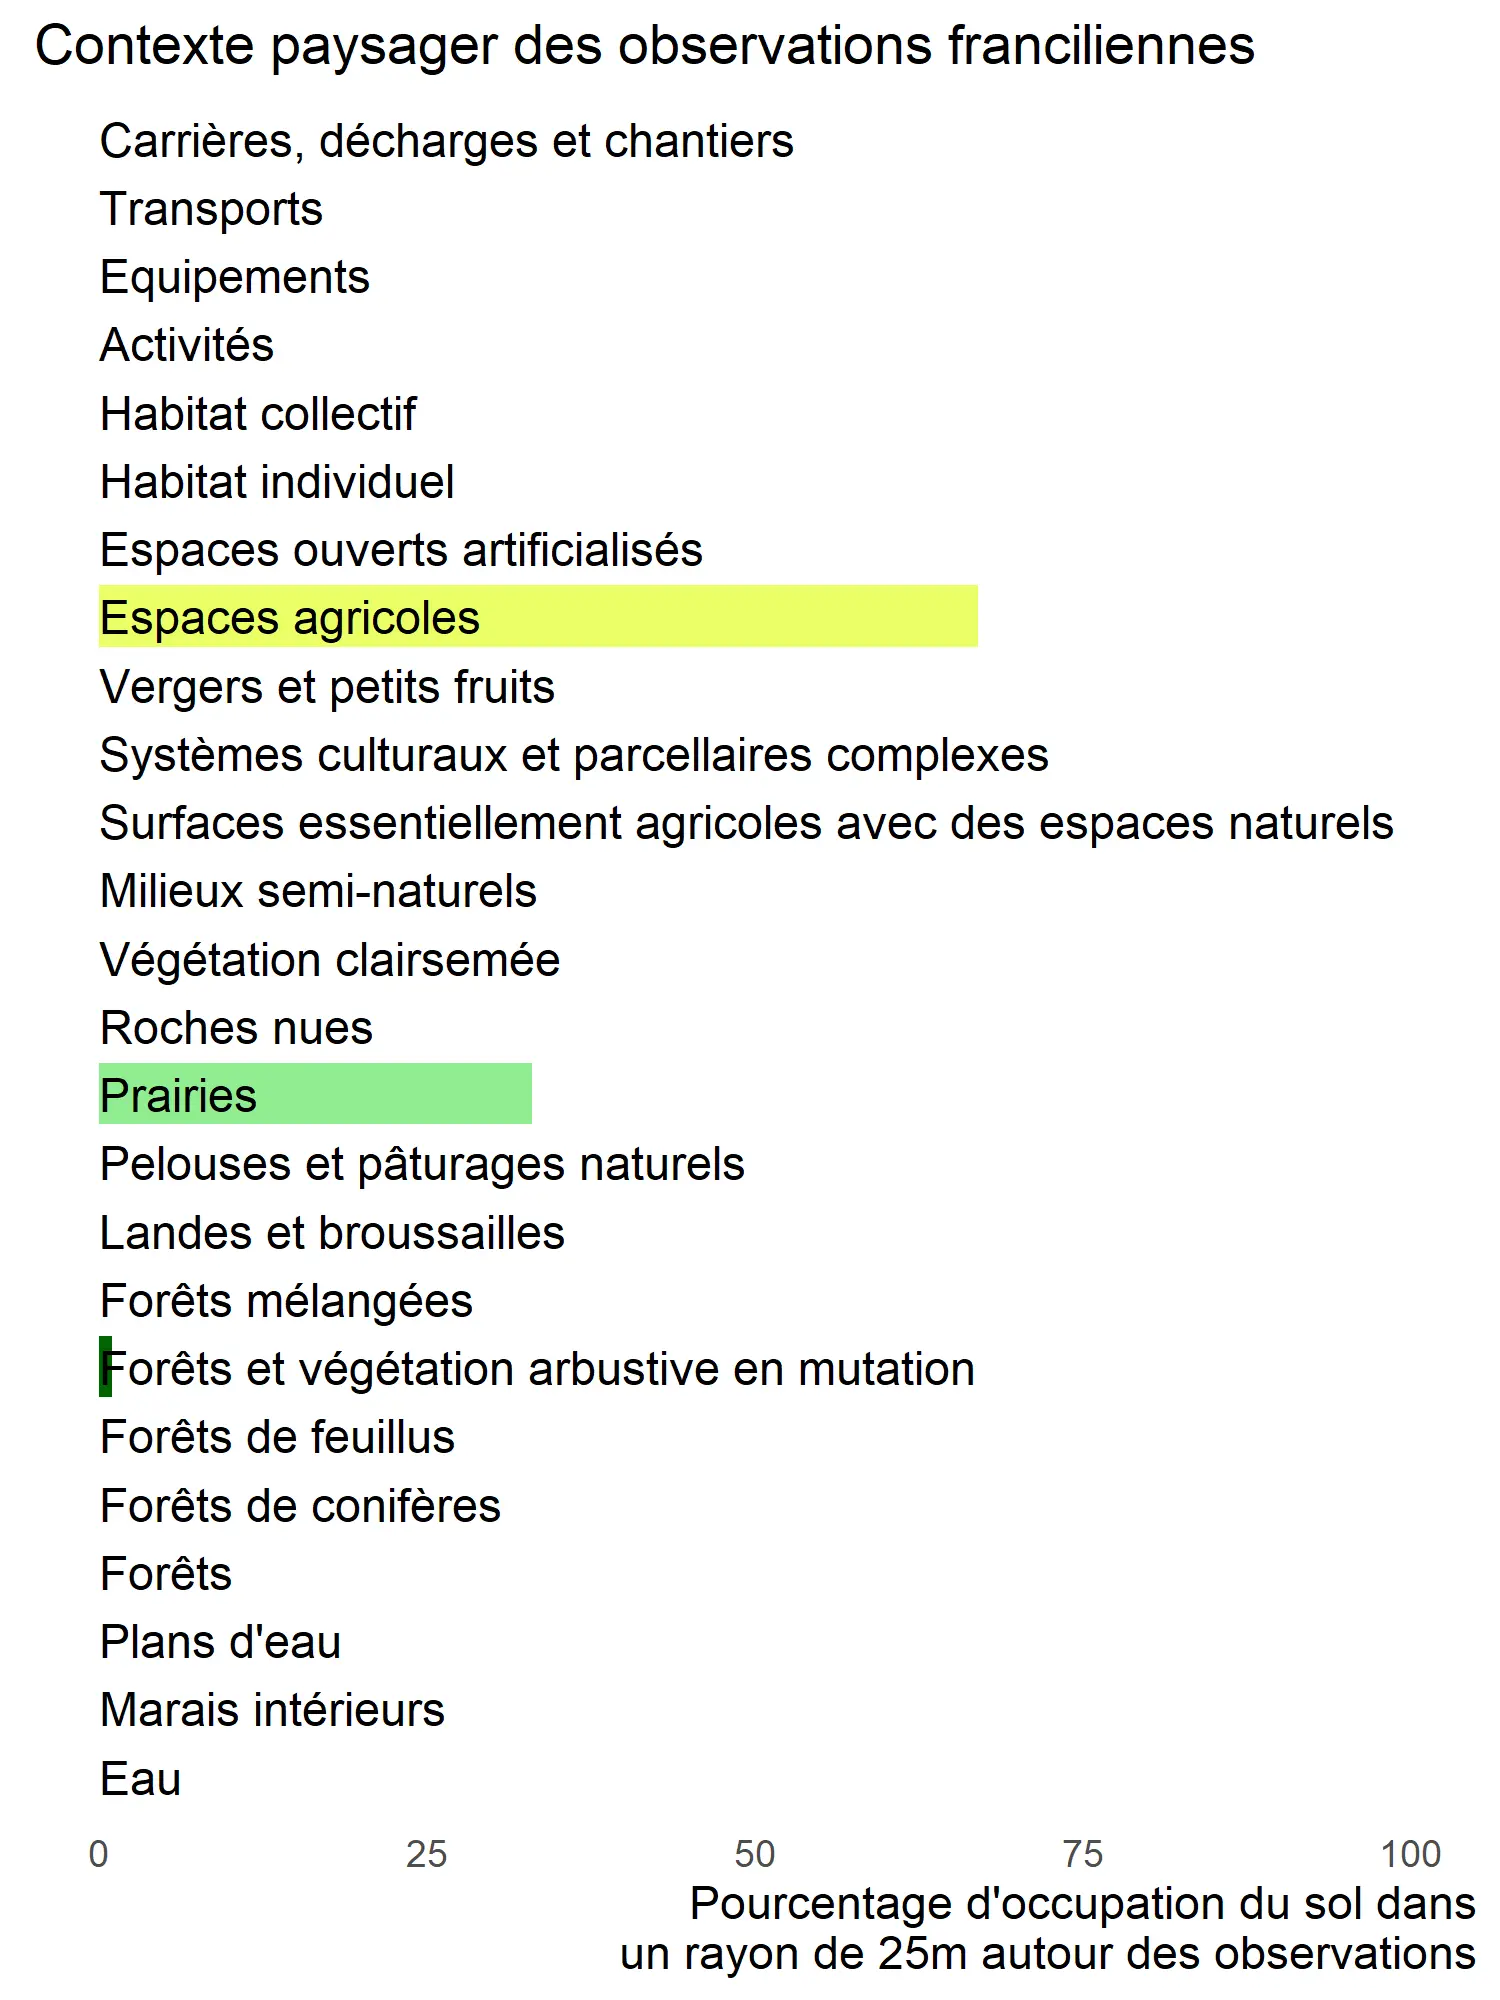 Contexte paysager des observations franciliennes
Carrières, décharges et chantiers
Transports
Equipements
Activités
Habitat collectif
Habitat individuel
Espaces ouverts artificialisés
Espaces agricoles
Vergers et petits fruits
Systèmes culturaux et parcellaires complexes
Surfaces essentiellement agricoles avec des espaces naturels
Milieux semi-naturels
Végétation clairsemée
Roches nues
Prairies
Pelouses et pâturages naturels
Landes et broussailles
Forêts mélangées
Forêts et végétation arbustive en mutation
Forêts de feuillus
Forêts de conifères
Forêts
Plans d'eau
Marais intérieurs
Eau
0 25 50 75 100
Pourcentage d'occupation du sol dans
un rayon de 25m autour des observations